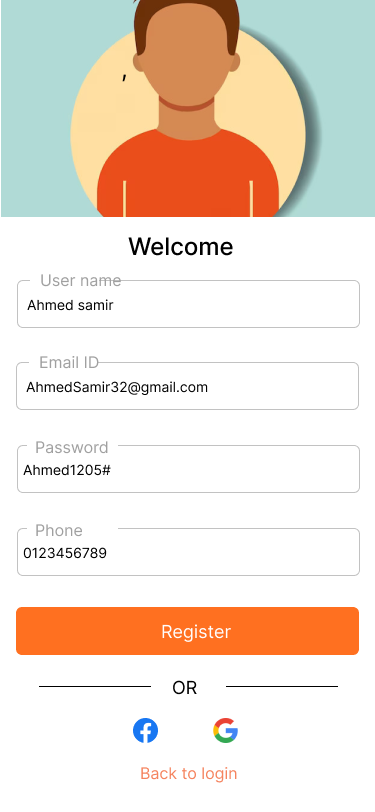 Welcome
User name
Ahmed samir
Email ID
AhmedSamir32@gmail.com
Password
Ahmed1205#
Phone
0123456789
Register
OR
Back to login